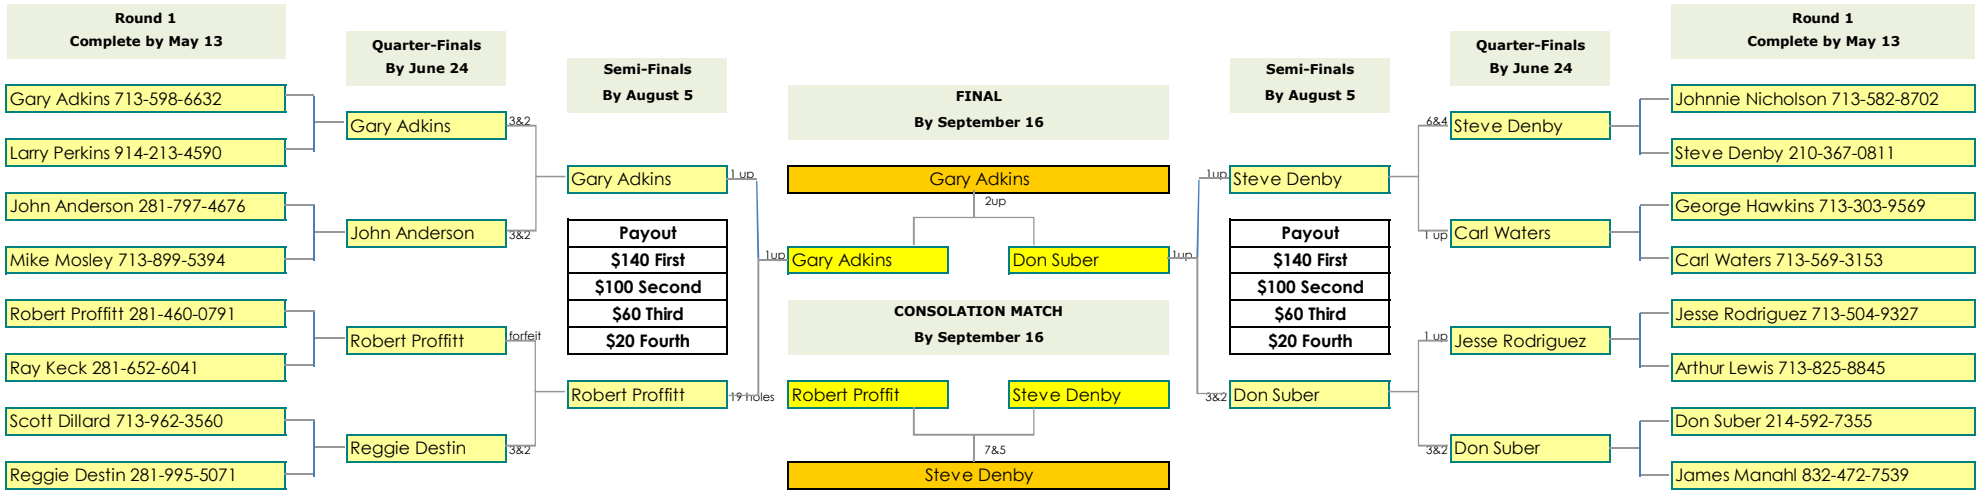 Round 1
Complete by May 13
Gary Adkins 713-598-6632
Larry Perkins 914-213-4590
John Anderson 281-797-4676
Mike Mosley 713-899-5394
Robert Proffitt 281-460-0791
Ray Keck 281-652-6041
Scott Dillard 713-962-3560
Reggie Destin 281-995-5071
Quarter-Finals
By June 24
Gary Adkins
3&2
John Anderson
3&2
Robert Proffitt
forfeit
Reggie Destin
3&2
Semi-Finals
By August 5
Gary Adkins
1 up
Payout
$140 First
$100 Second
$60 Third
$20 Fourth
Robert Proffitt
19 holes
FINAL
By September 16
Gary Adkins
2up
1up
Gary Adkins
Don Suber
1up
CONSOLATION MATCH
By September 16
Robert Proffit
Steve Denby
7&5
Steve Denby
Semi-Finals
By August 5
1up
Steve Denby
Payout
$140 First
$100 Second
$60 Third
$20 Fourth
3&2
Don Suber
Quarter-Finals
By June 24
6&4
Steve Denby
1 up
Carl Waters
1 up
Jesse Rodriguez
3&2
Don Suber
Round 1
Complete by May 13
Johnnie Nicholson 713-582-8702
Steve Denby 210-367-0811
George Hawkins 713-303-9569
Carl Waters 713-569-3153
Jesse Rodriguez 713-504-9327
Arthur Lewis 713-825-8845
Don Suber 214-592-7355
James Manahl 832-472-7539